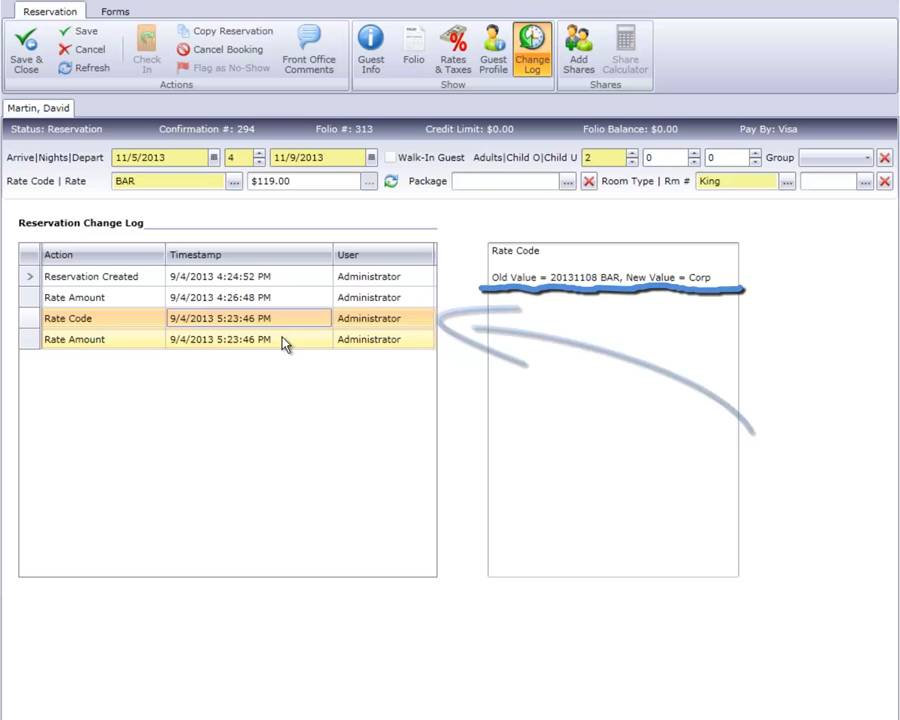 Reservation Forms
Save & Close Save Cancel Refresh Check In Copy Reservation Cancel Booking Flag as No-Show Front Office Comments Guest Info Folio Rates & Taxes Guest Profile Change Log Add Shares Share Calculator
Actions Show Shares
Martin, David
Status: Reservation Confirmation #: 294 Folio #: 313 Credit Limit: $0.00 Folio Balance: $0.00 Pay By: Visa
Arrive|Nights|Depart 11/5/2013 4 11/9/2013 Walk-In Guest Adults|Child O|Child U 2 0 0 Group
Rate Code | Rate BAR ... $119.00 ... Package ... Room Type | Rm # King ... ...
Reservation Change Log
Action Timestamp User
Reservation Created 9/4/2013 4:24:52 PM Administrator
Rate Amount 9/4/2013 4:26:48 PM Administrator
Rate Code 9/4/2013 5:23:46 PM Administrator
Rate Amount 9/4/2013 5:23:46 PM Administrator
Rate Code
Old Value = 20131108 BAR, New Value = Corp